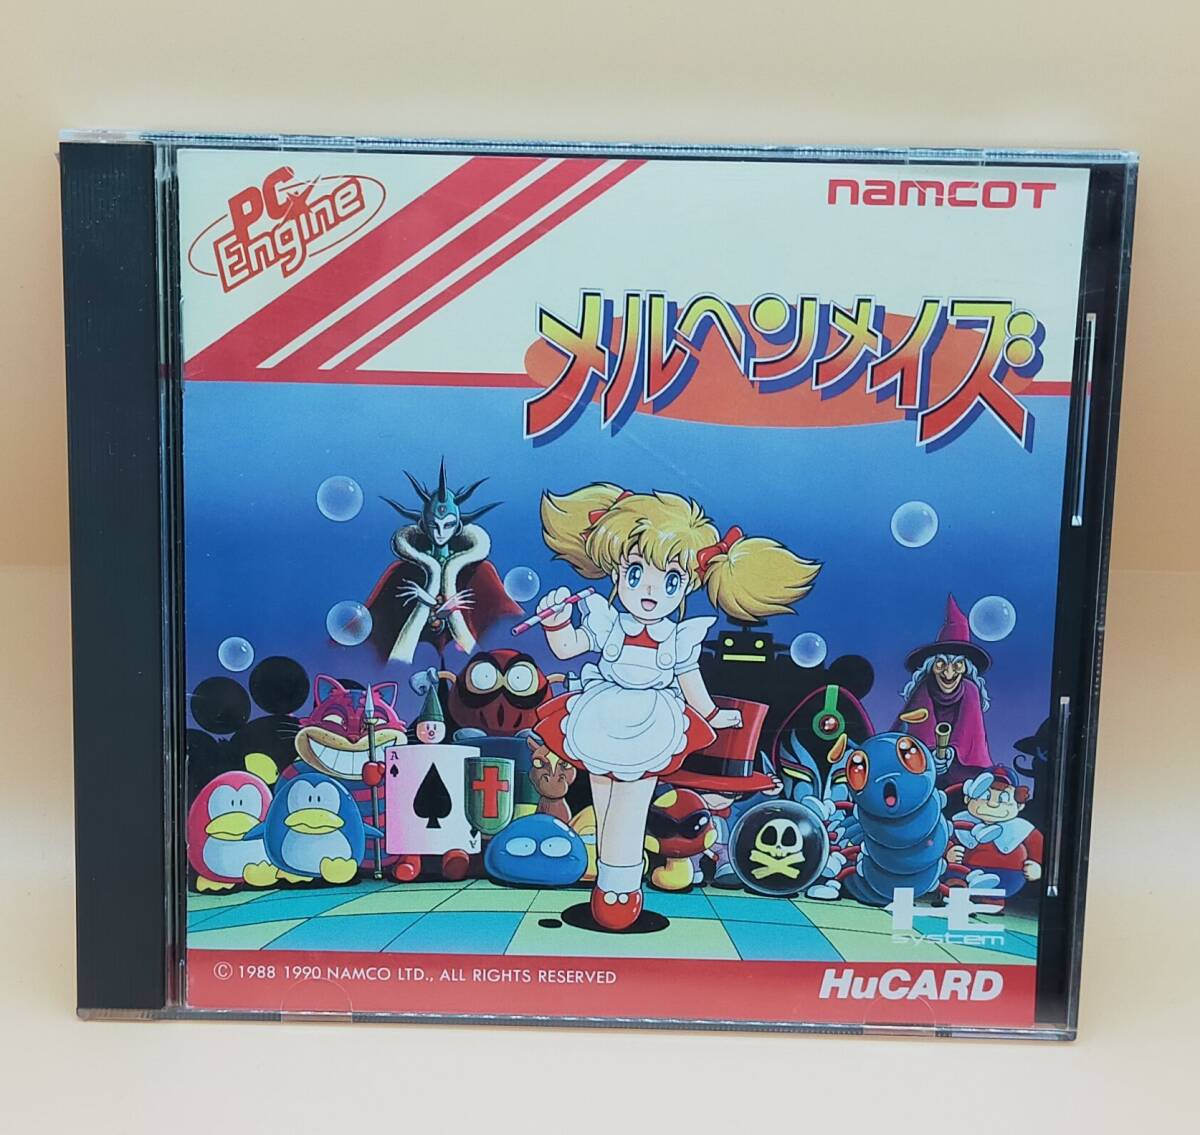 PC Engine
namcoT
メルヘンメイズ
A
A
HE
system
© 1988 1990 NAMCO LTD., ALL RIGHTS RESERVED
HuCARD